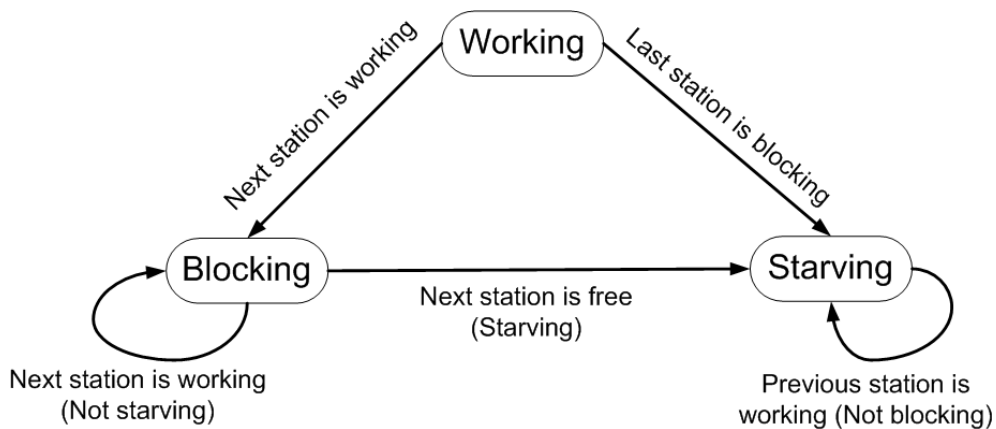 Working
Next station is working
Last station is blocking
Blocking
Starving
Next station is free
(Starving)
Next station is working
(Not starving)
Previous station is
working (Not blocking)